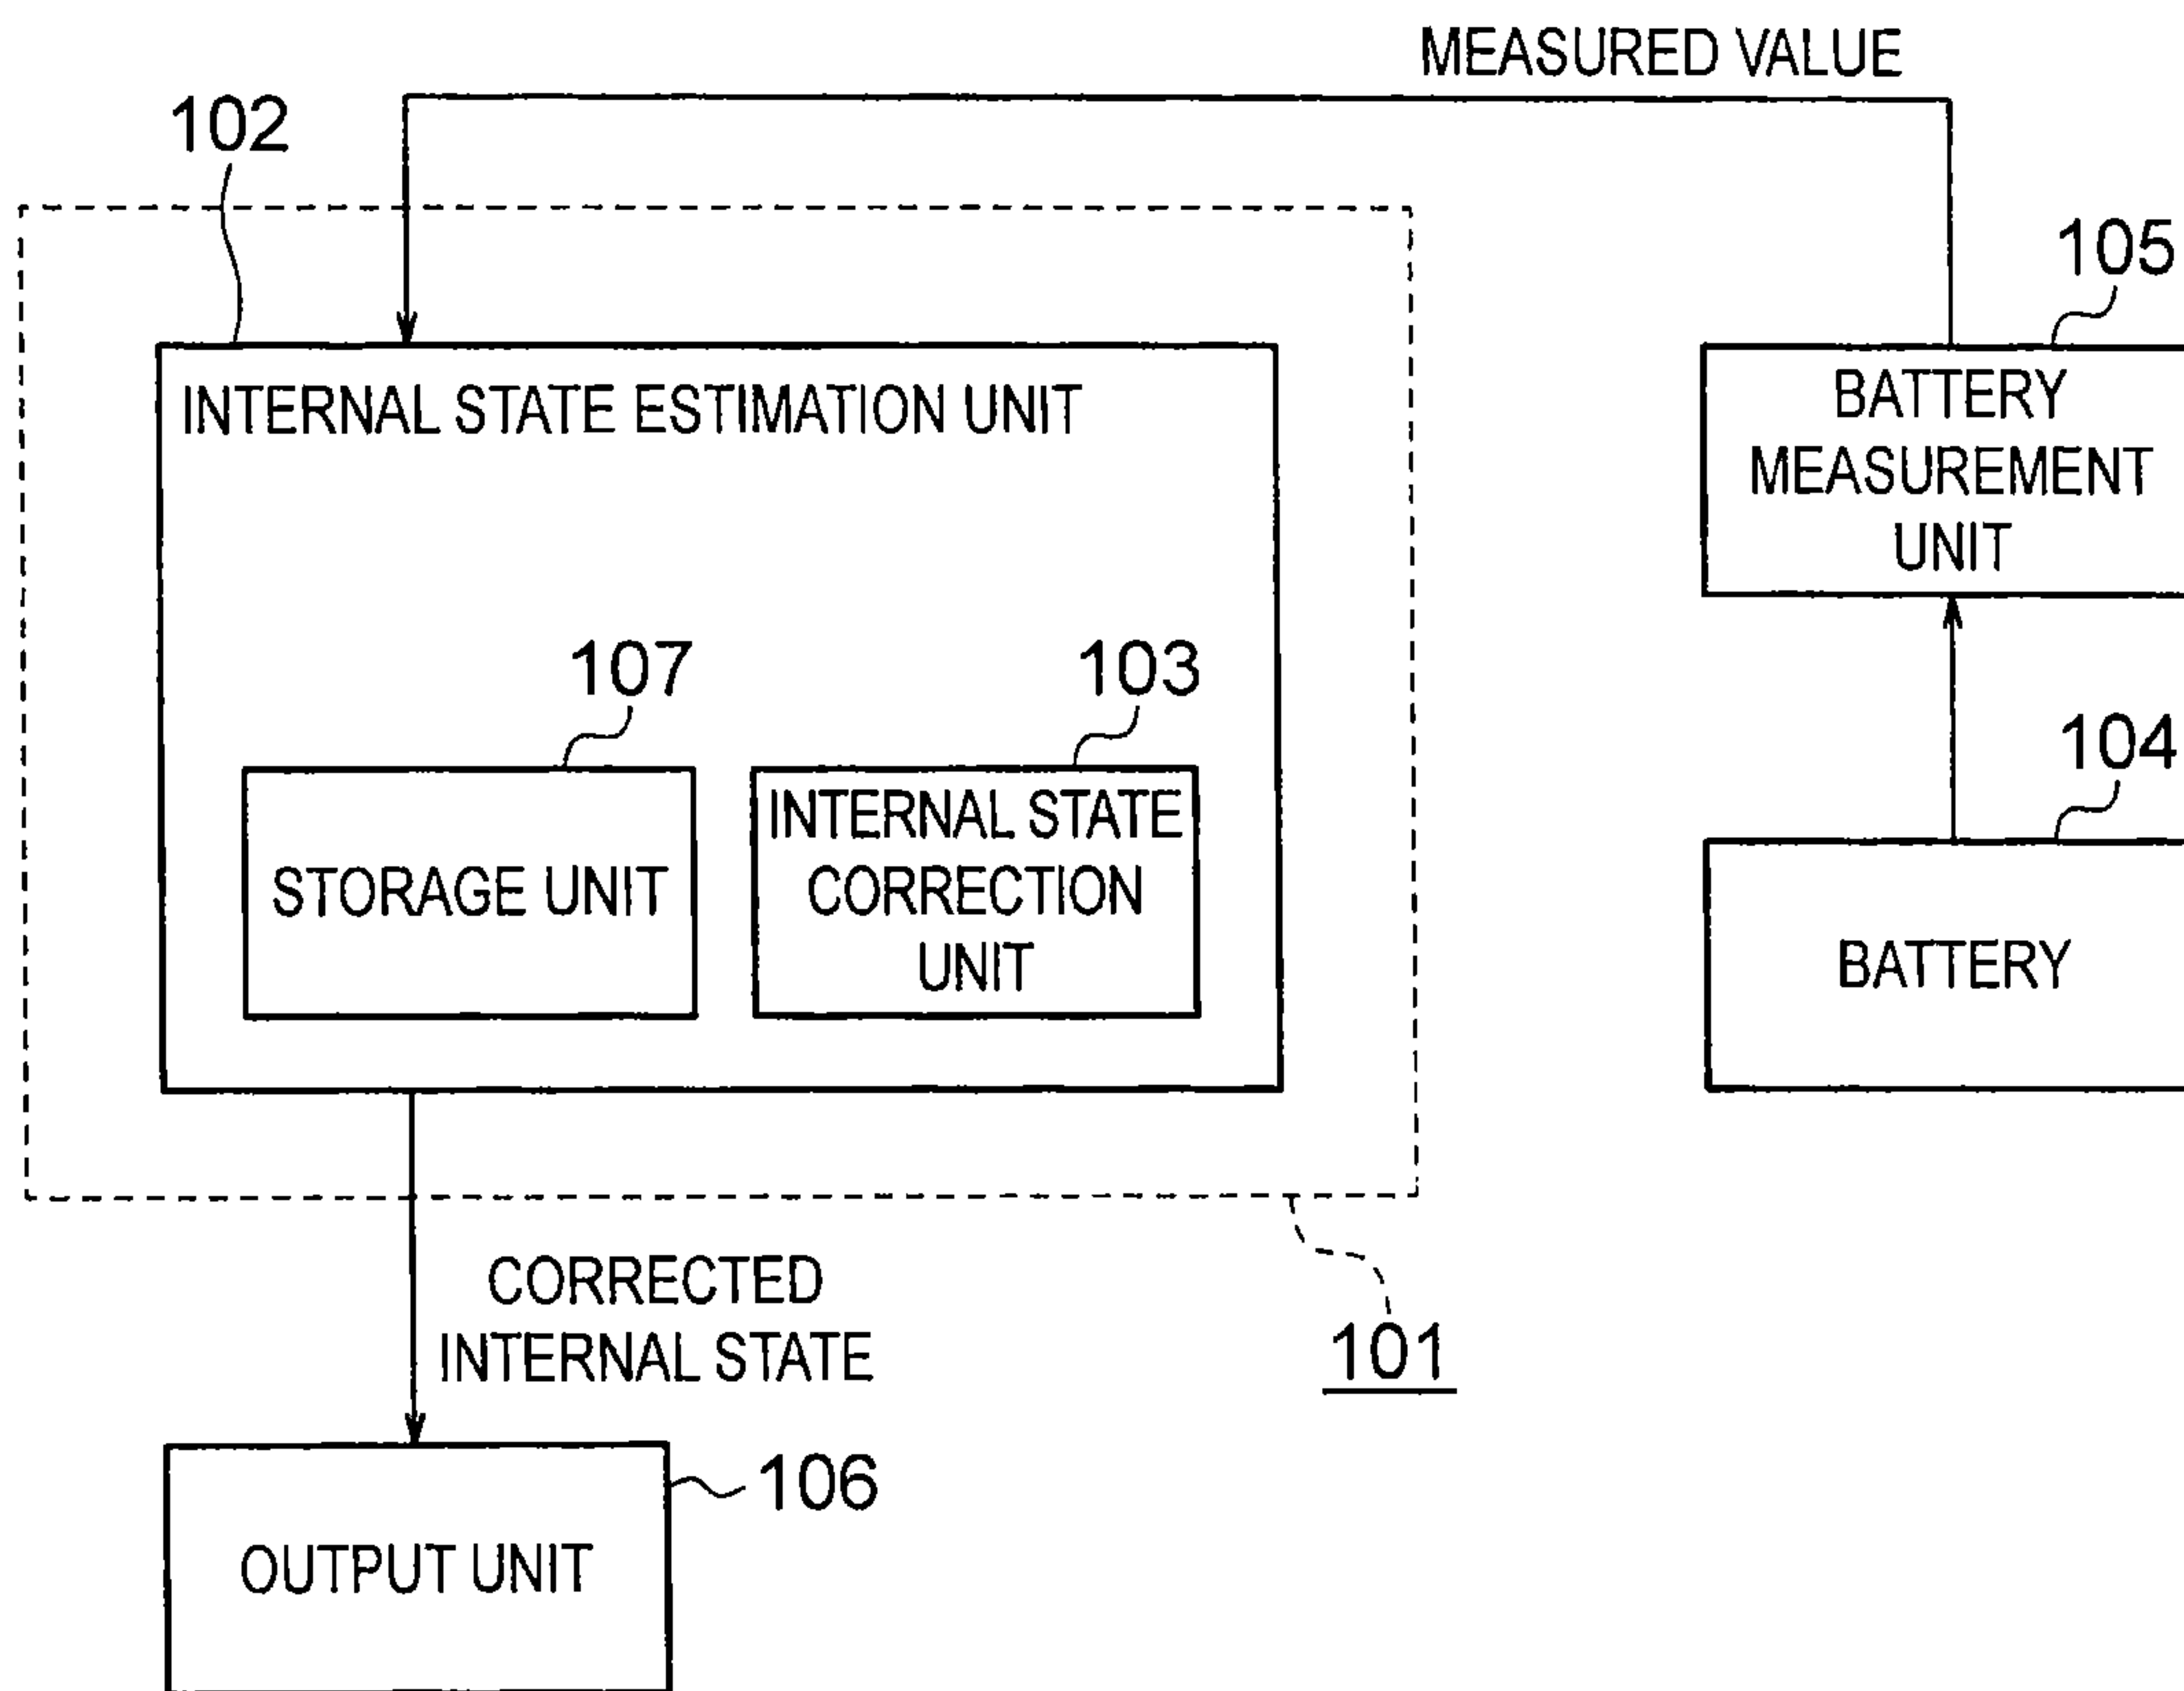 MEASURED VALUE
102
105
INTERNAL STATE ESTIMATION UNIT
BATTERY
MEASUREMENT
UNIT
107
103
104
STORAGE UNIT
INTERNAL STATE
CORRECTION
UNIT
BATTERY
CORRECTED
INTERNAL STATE
101
106
OUTPUT UNIT